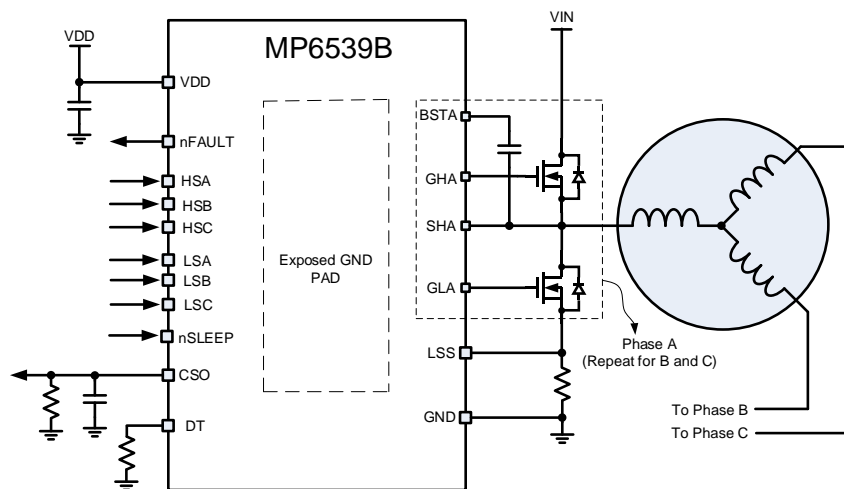 VDD
MP6539B
VIN
VDD
nFAULT
HSA
HSB
HSC
LSA
LSB
LSC
nSLEEP
CSO
DT
Exposed GND
PAD
BSTA
GHA
SHA
GLA
LSS
GND
Phase A
(Repeat for B and C)
To Phase B
To Phase C